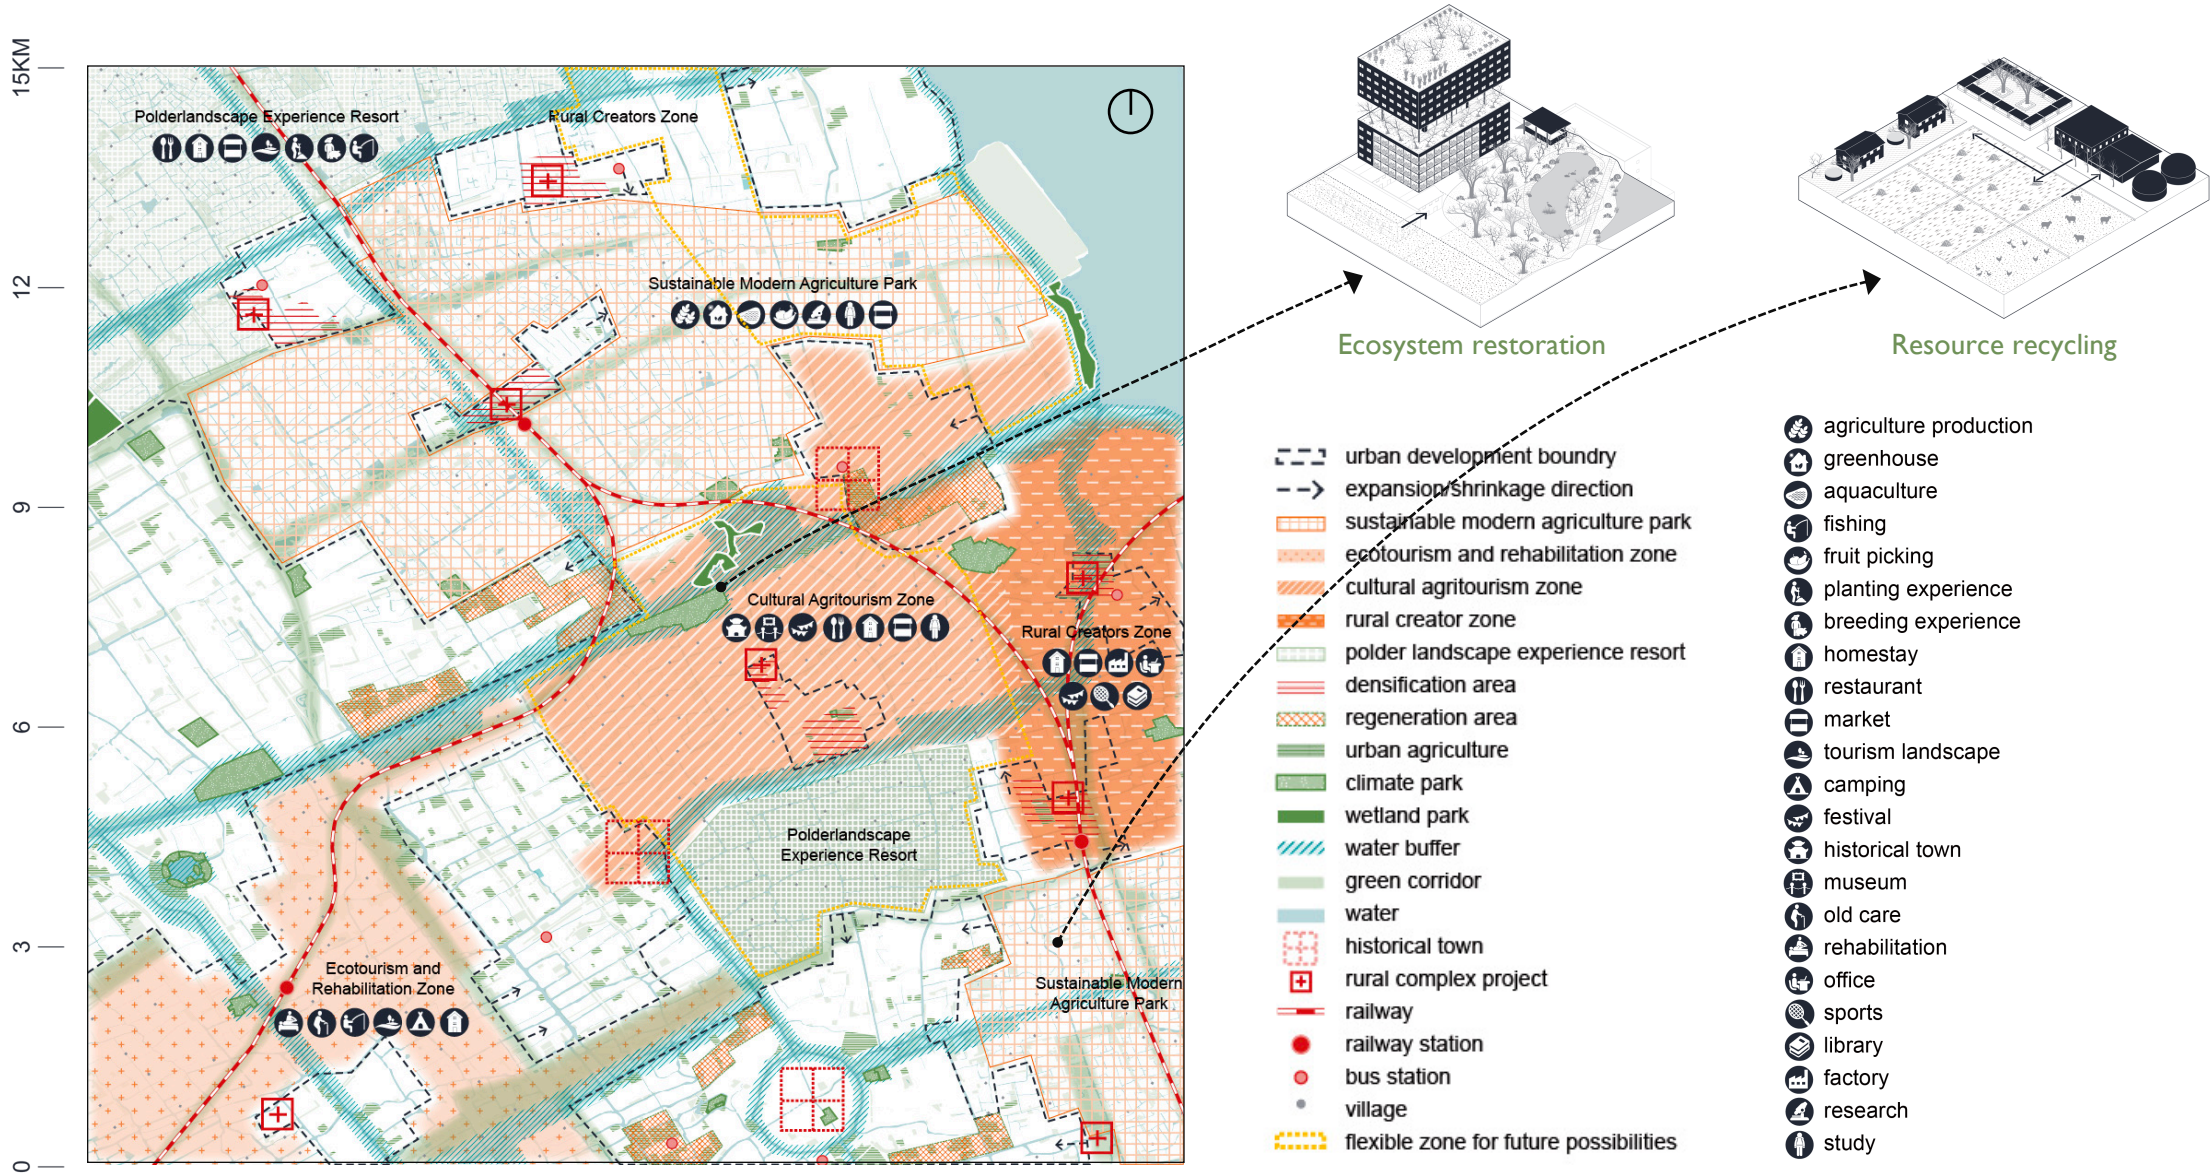 15KM
12
9
6
3
0
Polderlandscape Experience Resort
Rural Creators Zone
Sustainable Modern Agriculture Park
Cultural Agritourism Zone
Rural Creators Zone
Polderlandscape
Experience Resort
Ecotourism and
Rehabilitation Zone
Sustainable Modern
Agriculture Park
Ecosystem restoration
Resource recycling
urban development boundry
expansion/shrinkage direction
sustainable modern agriculture park
ecotourism and rehabilitation zone
cultural agritourism zone
rural creator zone
polder landscape experience resort
densification area
regeneration area
urban agriculture
climate park
wetland park
water buffer
green corridor
water
historical town
rural complex project
railway
railway station
bus station
village
flexible zone for future possibilities
agriculture production
greenhouse
aquaculture
fishing
fruit picking
planting experience
breeding experience
homestay
restaurant
market
tourism landscape
camping
festival
historical town
museum
old care
rehabilitation
office
sports
library
factory
research
study